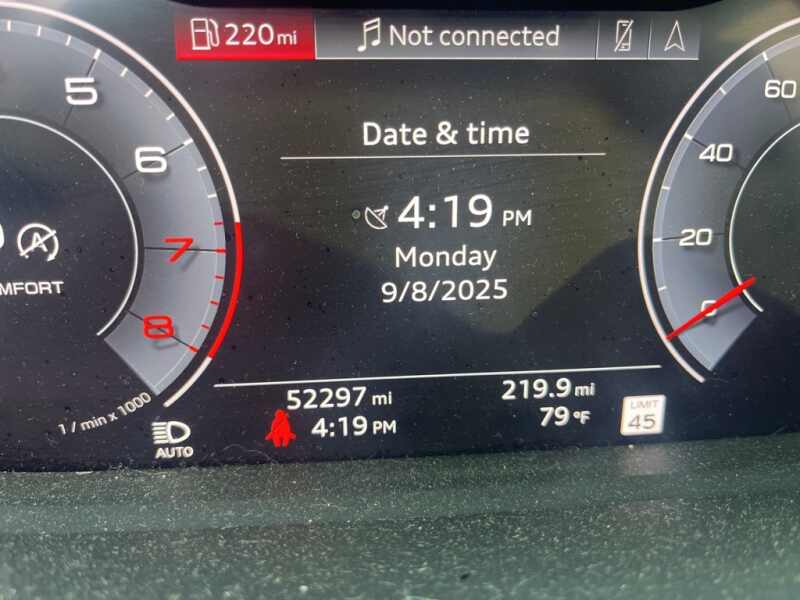 220 mi
Not connected
5
6
7
8
A
MFORT
1 / min x 1000
Date & time
4:19 PM
Monday
9/8/2025
60
40
20
0
52297 mi
219.9 mi
4:19 PM
79 °F
LIMIT
45
AUTO